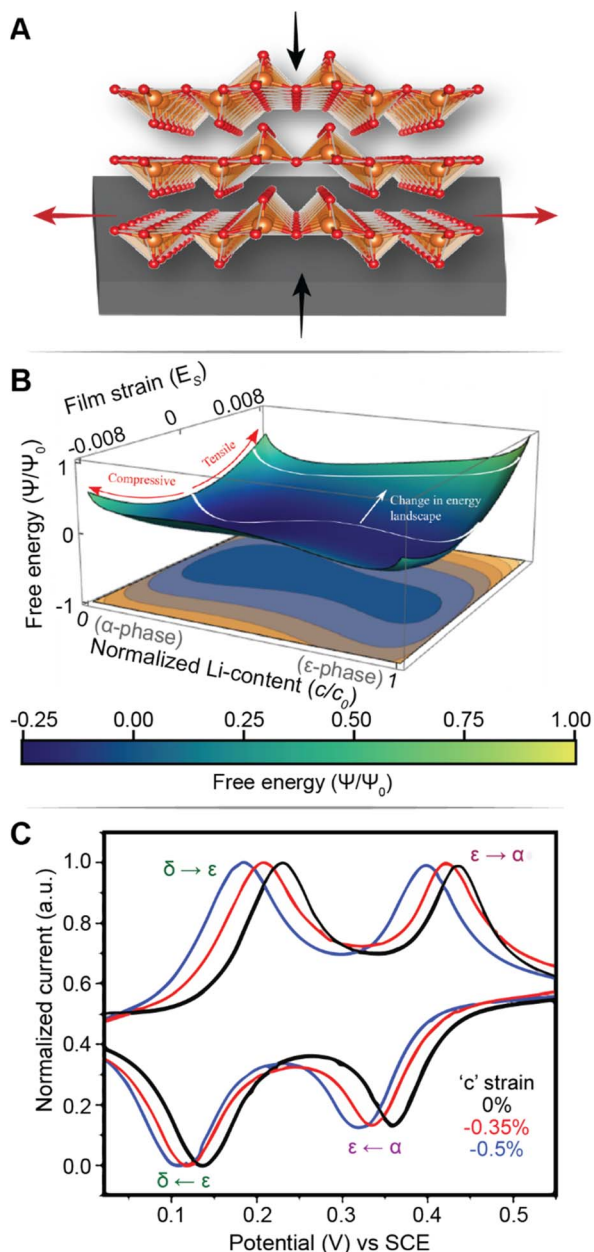 A
B
Film strain (Es)
-0.008
0
0.008
Compressive
Tensile
Change in energy
landscape
Free energy (Ψ/Ψ0)
1
0
-1
0
(α-phase)
(ε-phase)
1
Normalized Li-content (c/c0)
-0.25
0.00
0.25
0.50
0.75
1.00
Free energy (Ψ/Ψ0)
C
Normalized current (a.u.)
1.0
0.8
0.6
0.4
0.2
0.0
δ → ε
ε → α
δ ← ε
ε ← α
'c' strain
0%
-0.35%
-0.5%
0.1
0.2
0.3
0.4
0.5
Potential (V) vs SCE